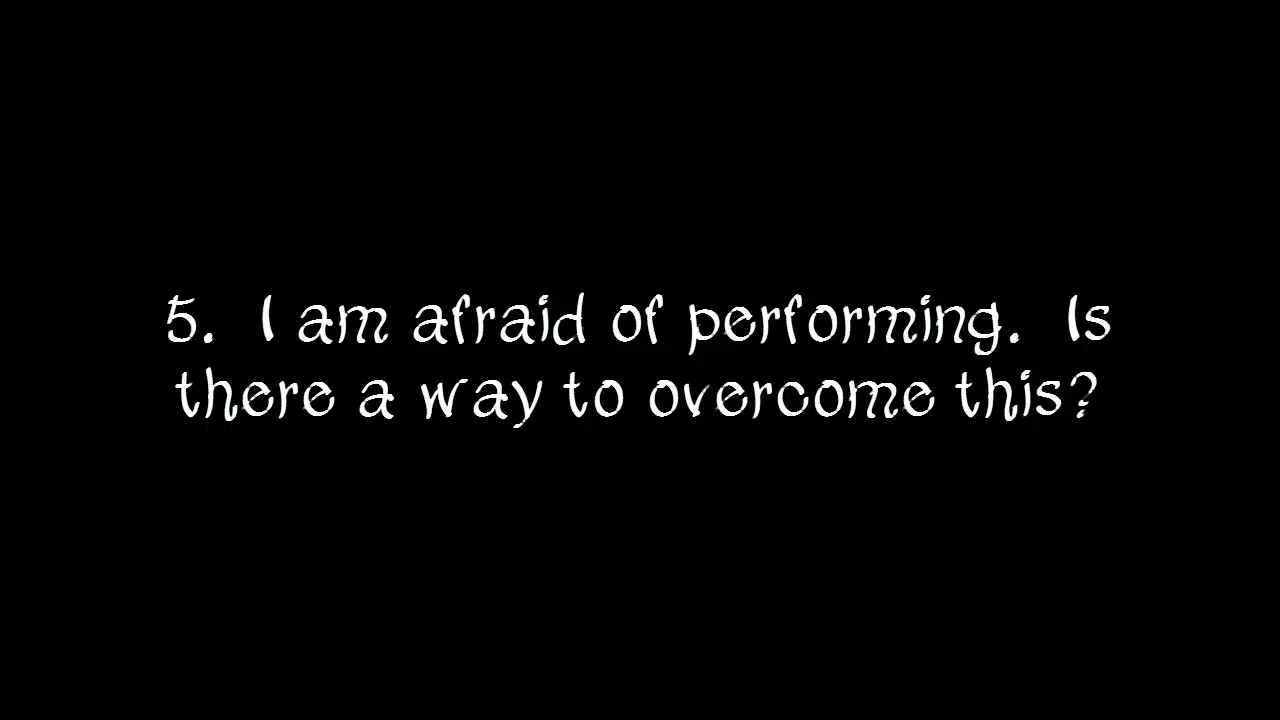 5.  I am afraid of performing.  Is
there a way to overcome this?